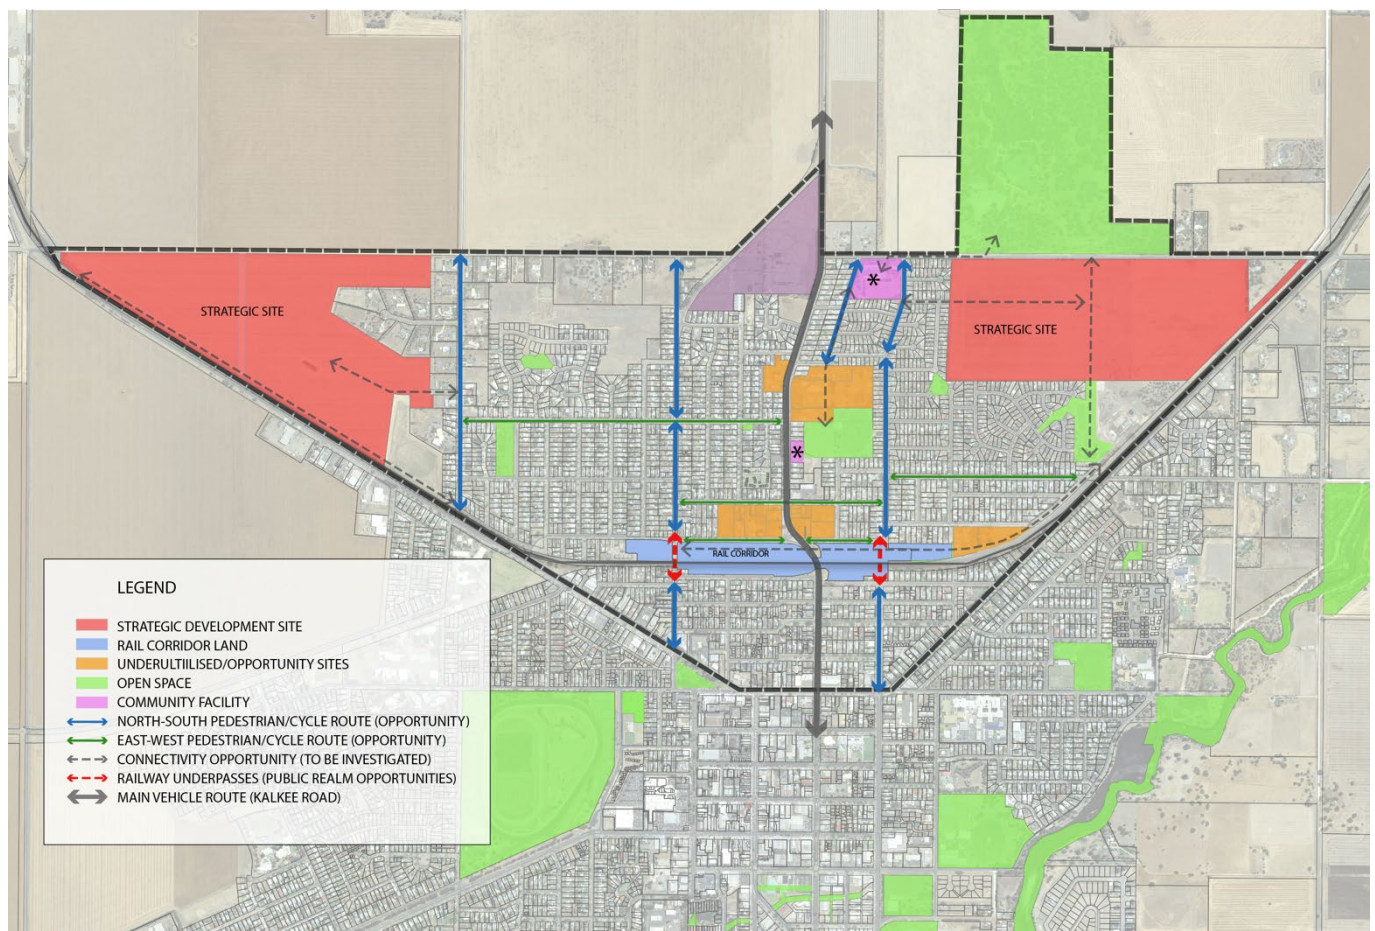 STRATEGIC SITE
STRATEGIC SITE
*
*
RAIL CORRIDOR
LEGEND
STRATEGIC DEVELOPMENT SITE
RAIL CORRIDOR LAND
UNDERULTIILISED/OPPORTUNITY SITES
OPEN SPACE
COMMUNITY FACILITY
NORTH-SOUTH PEDESTRIAN/CYCLE ROUTE (OPPORTUNITY)
EAST-WEST PEDESTRIAN/CYCLE ROUTE (OPPORTUNITY)
CONNECTIVITY OPPORTUNITY (TO BE INVESTIGATED)
RAILWAY UNDERPASSES (PUBLIC REALM OPPORTUNITIES)
MAIN VEHICLE ROUTE (KALKEE ROAD)